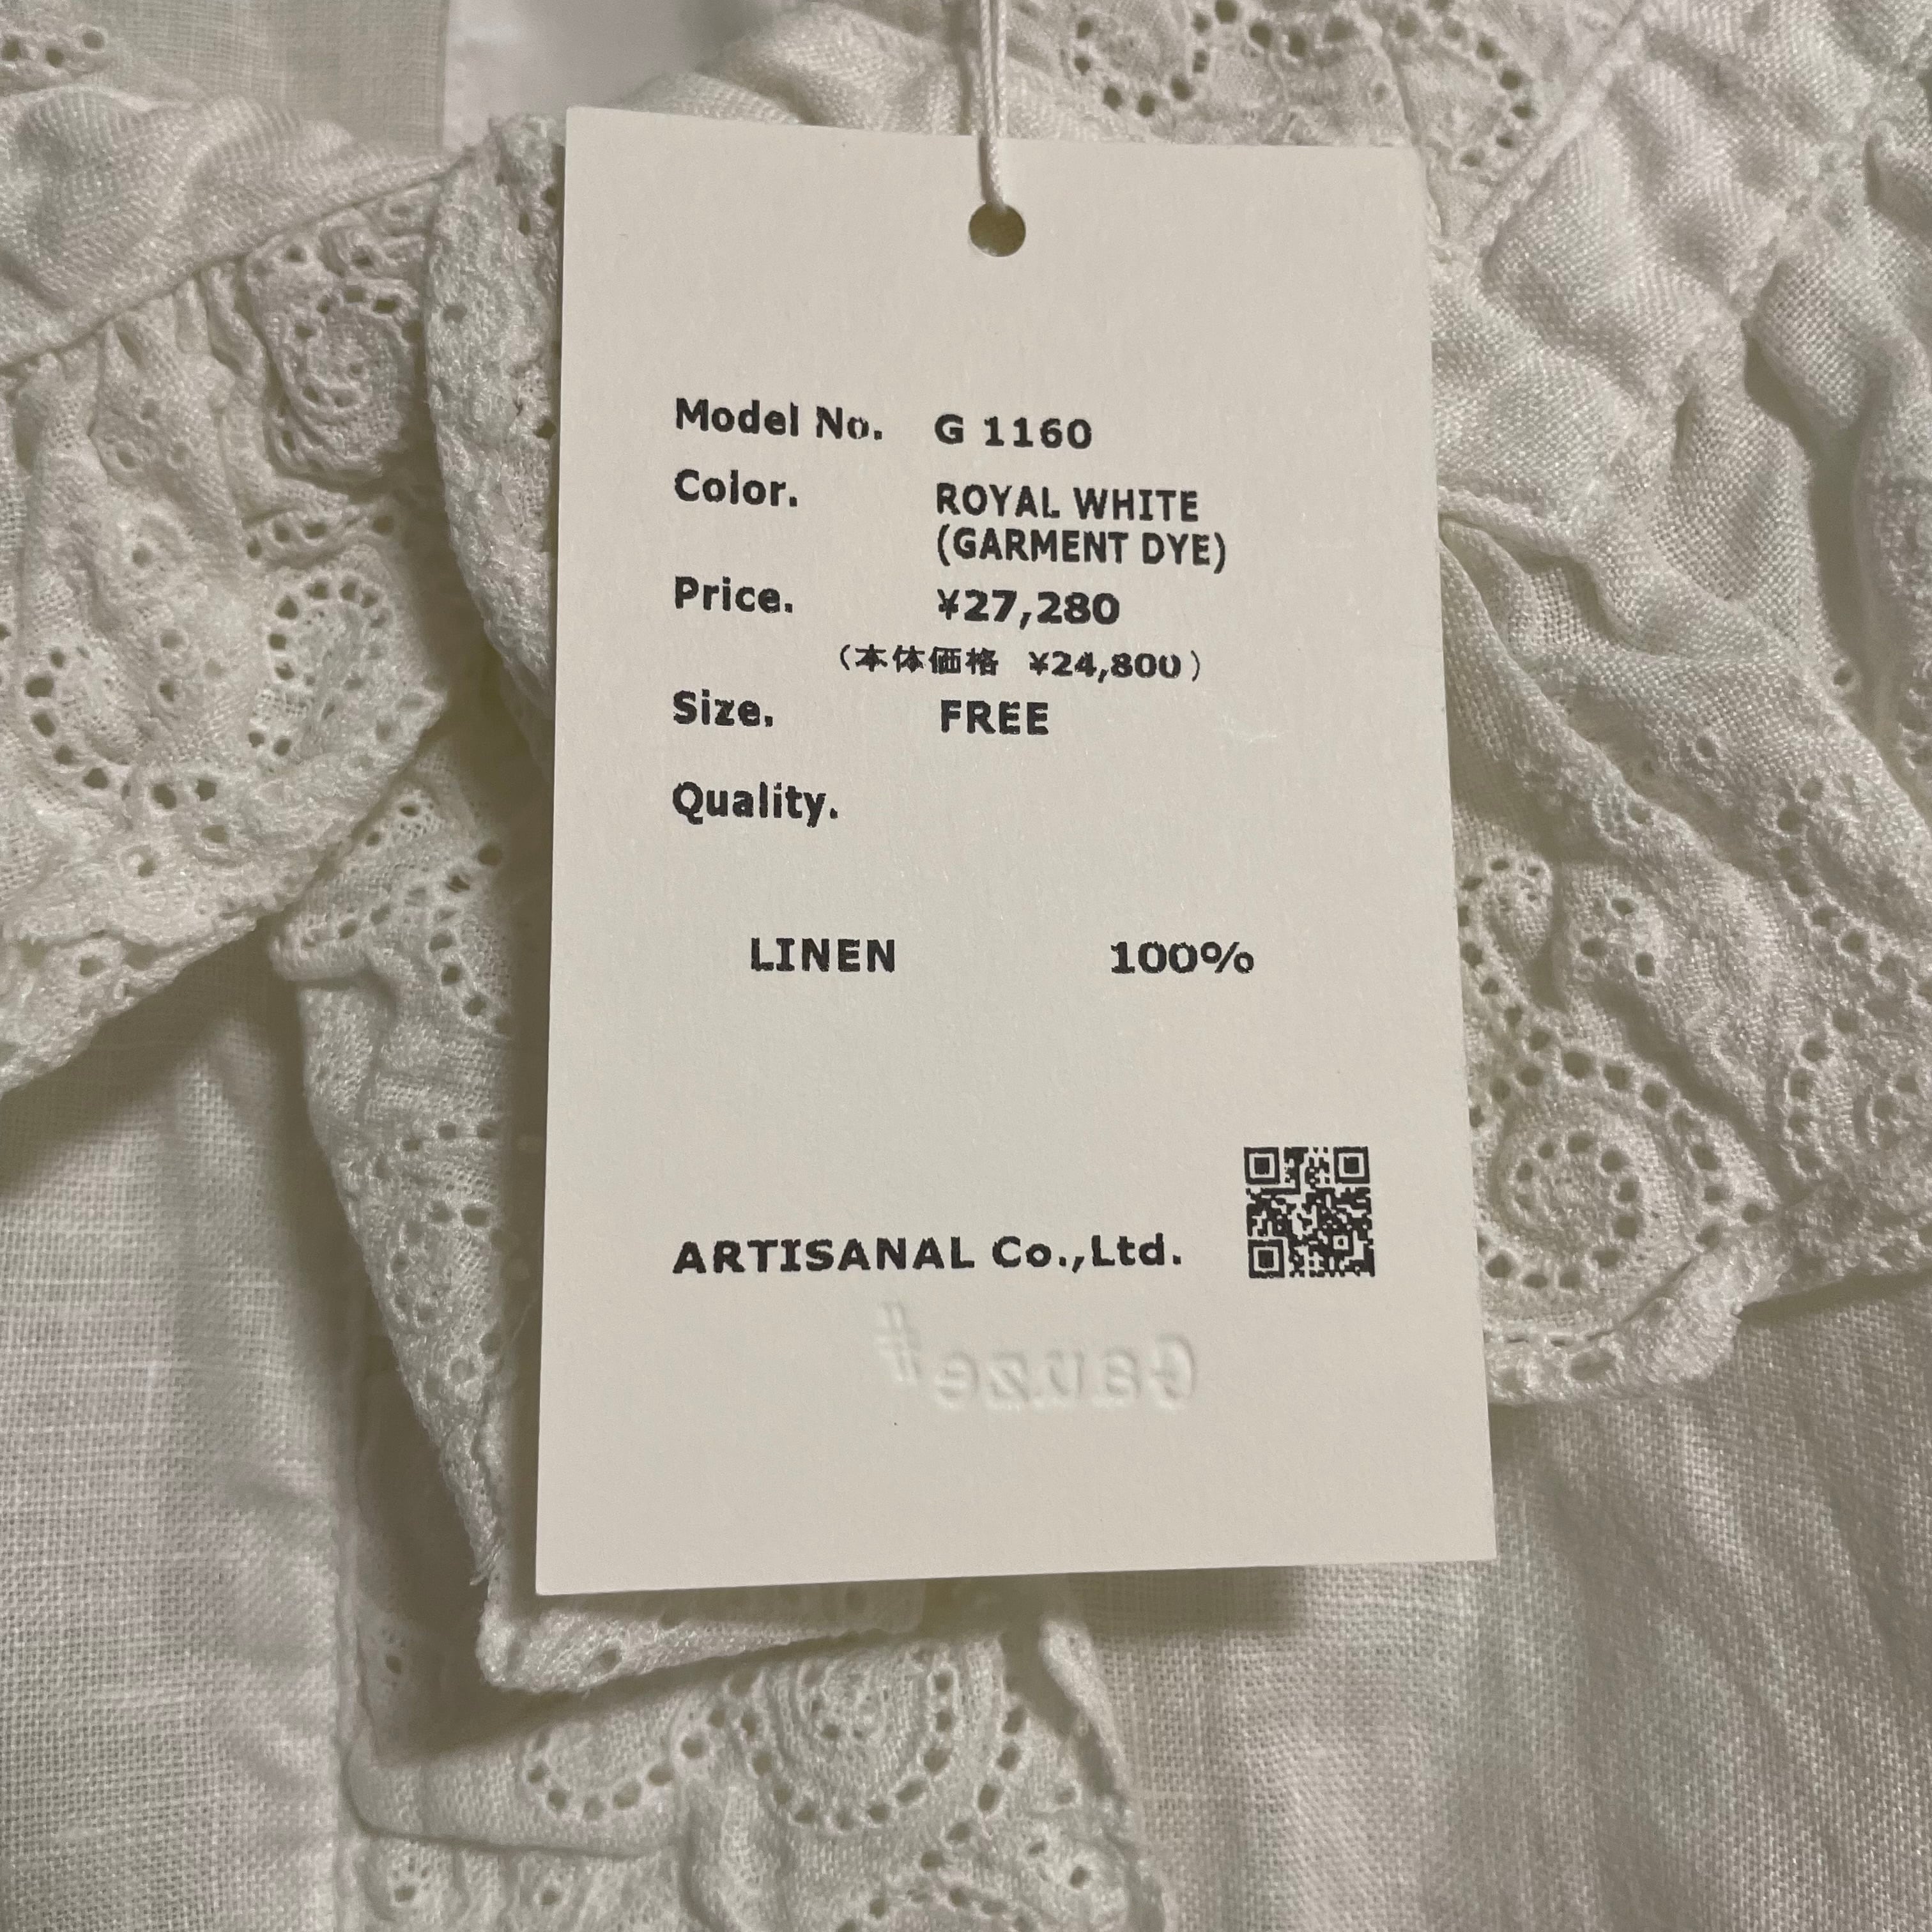 Model No. G 1160
Color. ROYAL WHITE
(GARMENT DYE)
Price. ¥27,280
（本体価格 ¥24,800）
Size. FREE
Quality.
LINEN 100%
ARTISANAL Co.,Ltd.
Gauze#